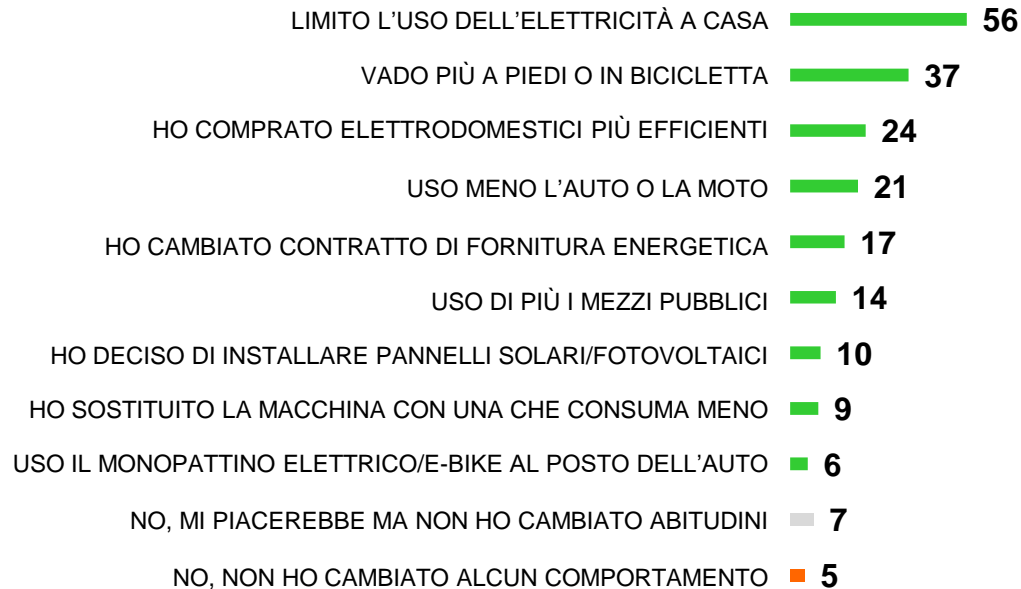 LIMITO L'USO DELL'ELETTRICITÀ A CASA 56
VADO PIÙ A PIEDI O IN BICICLETTA 37
HO COMPRATO ELETTRODOMESTICI PIÙ EFFICIENTI 24
USO MENO L'AUTO O LA MOTO 21
HO CAMBIATO CONTRATTO DI FORNITURA ENERGETICA 17
USO DI PIÙ I MEZZI PUBBLICI 14
HO DECISO DI INSTALLARE PANNELLI SOLARI/FOTOVOLTAICI 10
HO SOSTITUITO LA MACCHINA CON UNA CHE CONSUMA MENO 9
USO IL MONOPATTINO ELETTRICO/E-BIKE AL POSTO DELL'AUTO 6
NO, MI PIACEREBBE MA NON HO CAMBIATO ABITUDINI 7
NO, NON HO CAMBIATO ALCUN COMPORTAMENTO 5